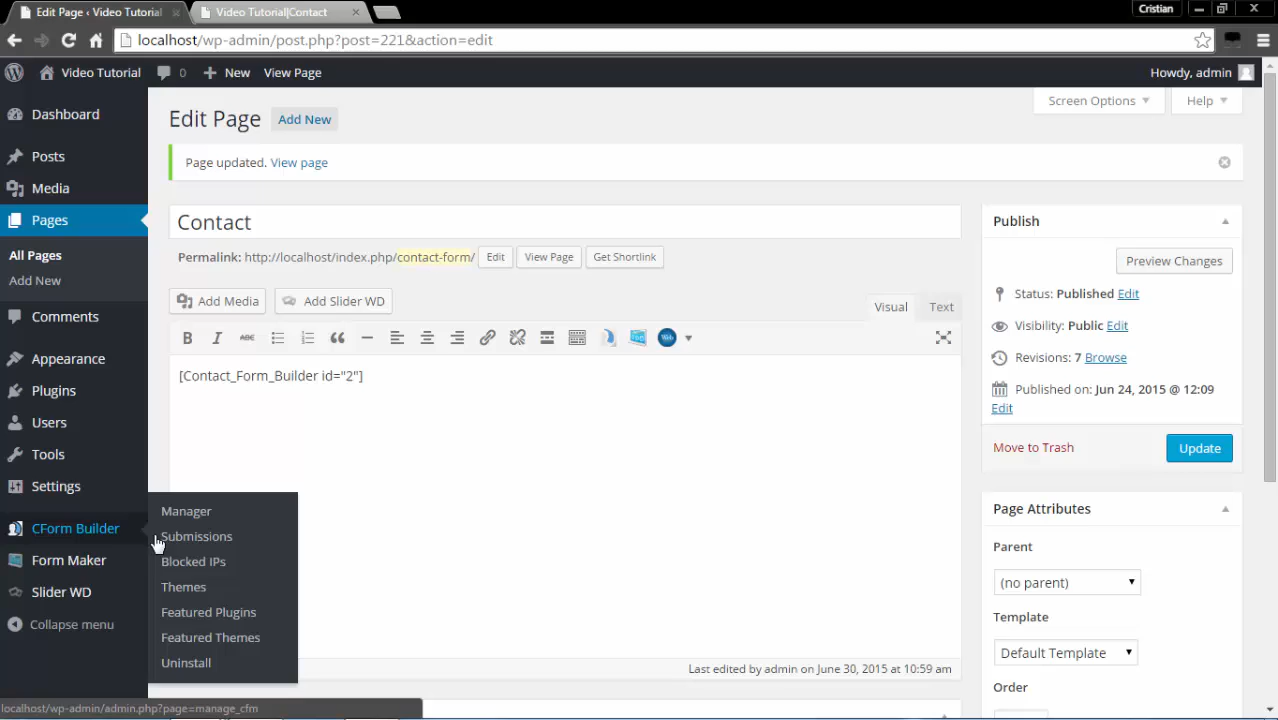 Edit Page ‹ Video Tutorial
Video Tutorial|Contact
Cristian
localhost/wp-admin/post.php?post=221&action=edit
Video Tutorial
0
New
View Page
Howdy, admin
Dashboard
Posts
Media
Pages
All Pages
Add New
Comments
Appearance
Plugins
Users
Tools
Settings
CForm Builder
Form Maker
Slider WD
Collapse menu
Manager
Submissions
Blocked IPs
Themes
Featured Plugins
Featured Themes
Uninstall
Screen Options
Help
Edit Page
Add New
Page updated. View page
Contact
Permalink: http://localhost/index.php/contact-form/
Edit
View Page
Get Shortlink
Add Media
Add Slider WD
Visual
Text
B
I
ABC
[Contact_Form_Builder id="2"]
Last edited by admin on June 30, 2015 at 10:59 am
Publish
Preview Changes
Status: Published Edit
Visibility: Public Edit
Revisions: 7 Browse
Published on: Jun 24, 2015 @ 12:09
Edit
Move to Trash
Update
Page Attributes
Parent
(no parent)
Template
Default Template
Order
localhost/wp-admin/admin.php?page=manage_cfm